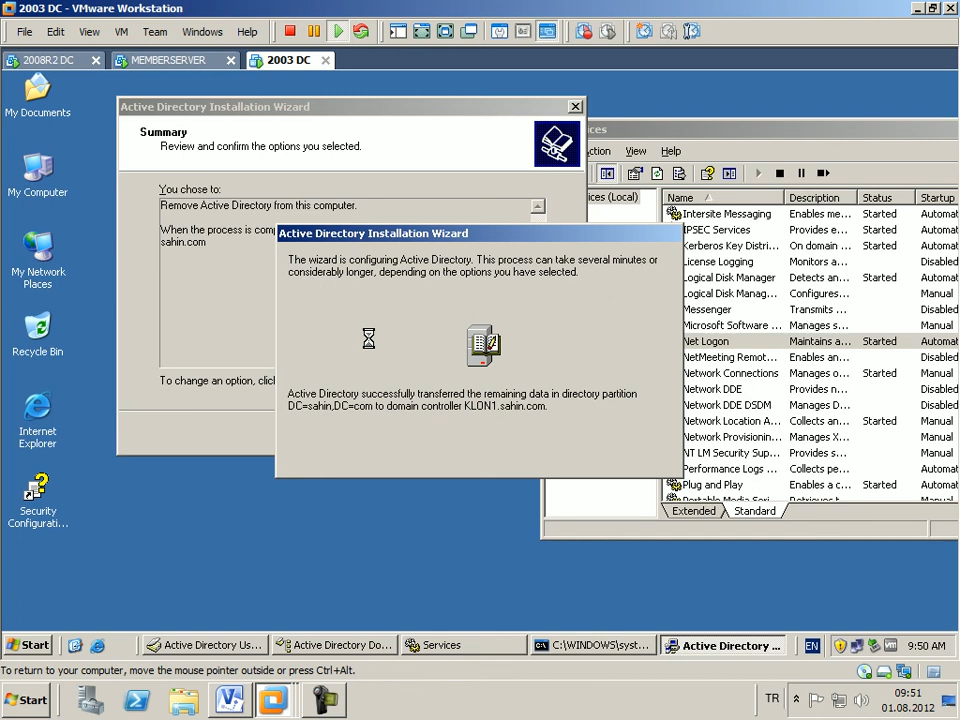 2003 DC - VMware Workstation
File Edit View VM Team Windows Help
2008R2 DC MEMBERSERVER 2003 DC
My Documents
My Computer
My Network
Places
Recycle Bin
Internet
Explorer
Security
Configurati...
Active Directory Installation Wizard
Summary
Review and confirm the options you selected.
You chose to:
Remove Active Directory from this computer.
When the process is comp
sahin.com
To change an option, clic
Active Directory Installation Wizard
The wizard is configuring Active Directory. This process can take several minutes or
considerably longer, depending on the options you have selected.
Active Directory successfully transferred the remaining data in directory partition
DC=sahin,DC=com to domain controller KLON1.sahin.com.
ices
ction View Help
ices (Local)
Name Description Status Startup
Intersite Messaging Enables me... Started Automat
IPSEC Services Provides e... Started Automat
Kerberos Key Distri... On domain ... Started Automat
License Logging Monitors a... Disabled
Logical Disk Manager Detects an... Started Automat
Logical Disk Manag... Configures... Manual
Messenger Transmits ... Disabled
Microsoft Software ... Manages s... Manual
Net Logon Maintains a... Started Automat
NetMeeting Remot... Enables an... Disabled
Network Connections Manages o... Started Manual
Network DDE Provides n... Disabled
Network DDE DSDM Manages D... Disabled
Network Location A... Collects an... Started Manual
Network Provisionin... Manages X... Manual
NT LM Security Sup... Provides s... Started Manual
Performance Logs ... Collects pe... Automat
Plug and Play Enables a c... Started Automat
Extended Standard
Start Active Directory Us... Active Directory Do... Services C:\WINDOWS\syst... Active Directory ... EN 9:50 AM
To return to your computer, move the mouse pointer outside or press Ctrl+Alt.
Start TR 09:51
01.08.2012